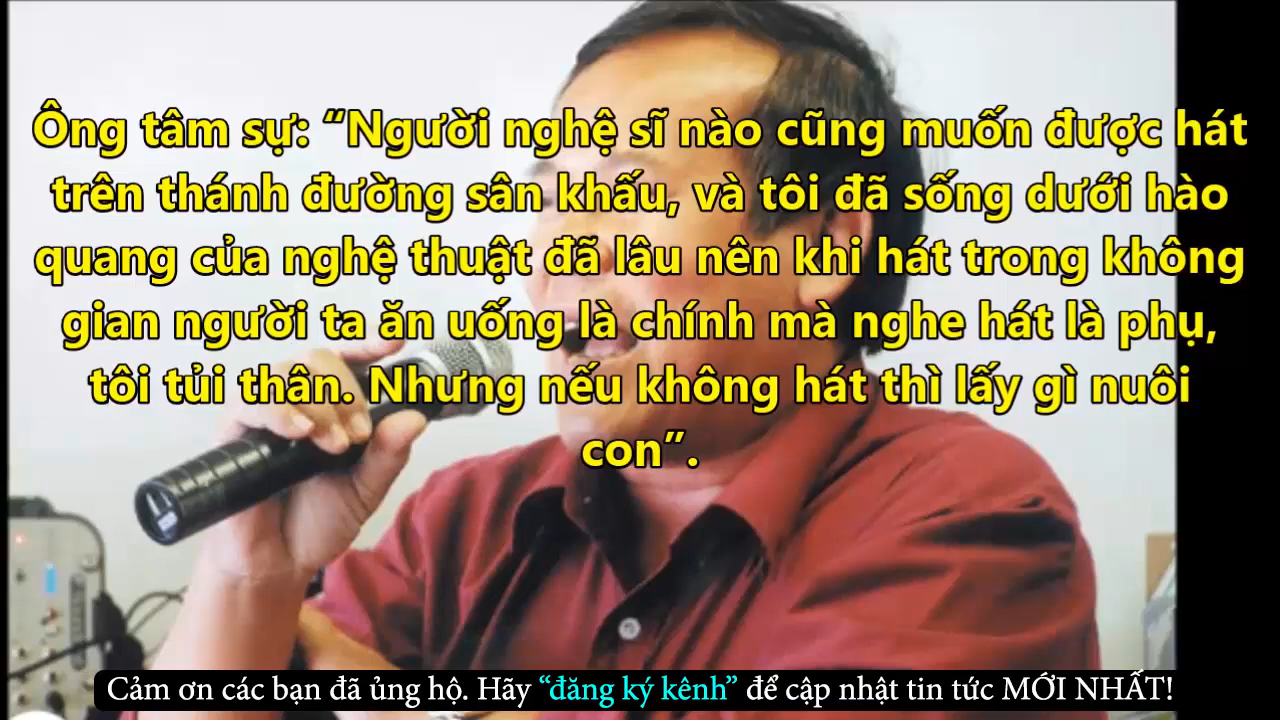 Ông tâm sự: “Người nghệ sĩ nào cũng muốn được hát
trên thánh đường sân khấu, và tôi đã sống dưới hào
quang của nghệ thuật đã lâu nên khi hát trong không
gian người ta ăn uống là chính mà nghe hát là phụ,
tôi tủi thân. Nhưng nếu không hát thì lấy gì nuôi
con”.
Cảm ơn các bạn đã ủng hộ. Hãy “đăng ký kênh” để cập nhật tin tức MỚI NHẤT!